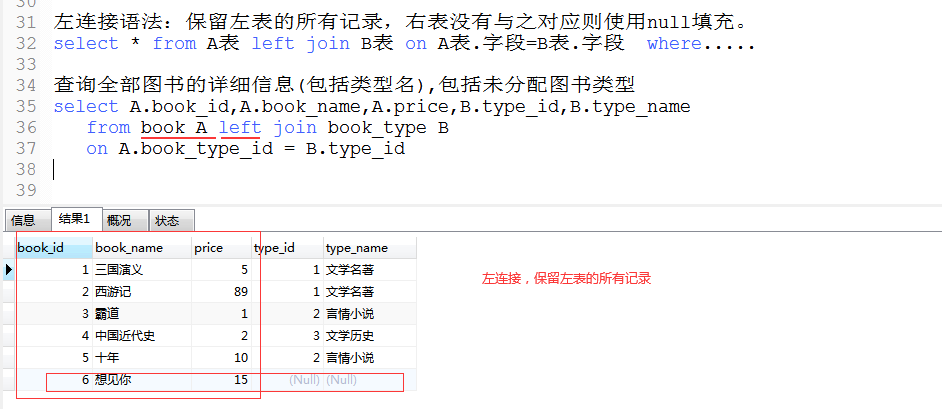 30
31 左连接语法：保留左表的所有记录，右表没有与之对应则使用null填充。
32 select * from A表 left join B表 on A表.字段=B表.字段  where.....
33
34 查询全部图书的详细信息(包括类型名),包括未分配图书类型
35 select A.book_id,A.book_name,A.price,B.type_id,B.type_name
36 from book A left join book_type B
37 on A.book_type_id = B.type_id
38
39
信息 结果1 概况 状态
book_id book_name price type_id type_name
1 三国演义 5 1 文学名著
左连接，保留左表的所有记录
2 西游记 89 1 文学名著
3 霸道 1 2 言情小说
4 中国近代史 2 3 文学历史
5 十年 10 2 言情小说
6 想见你 15 (Null) (Null)